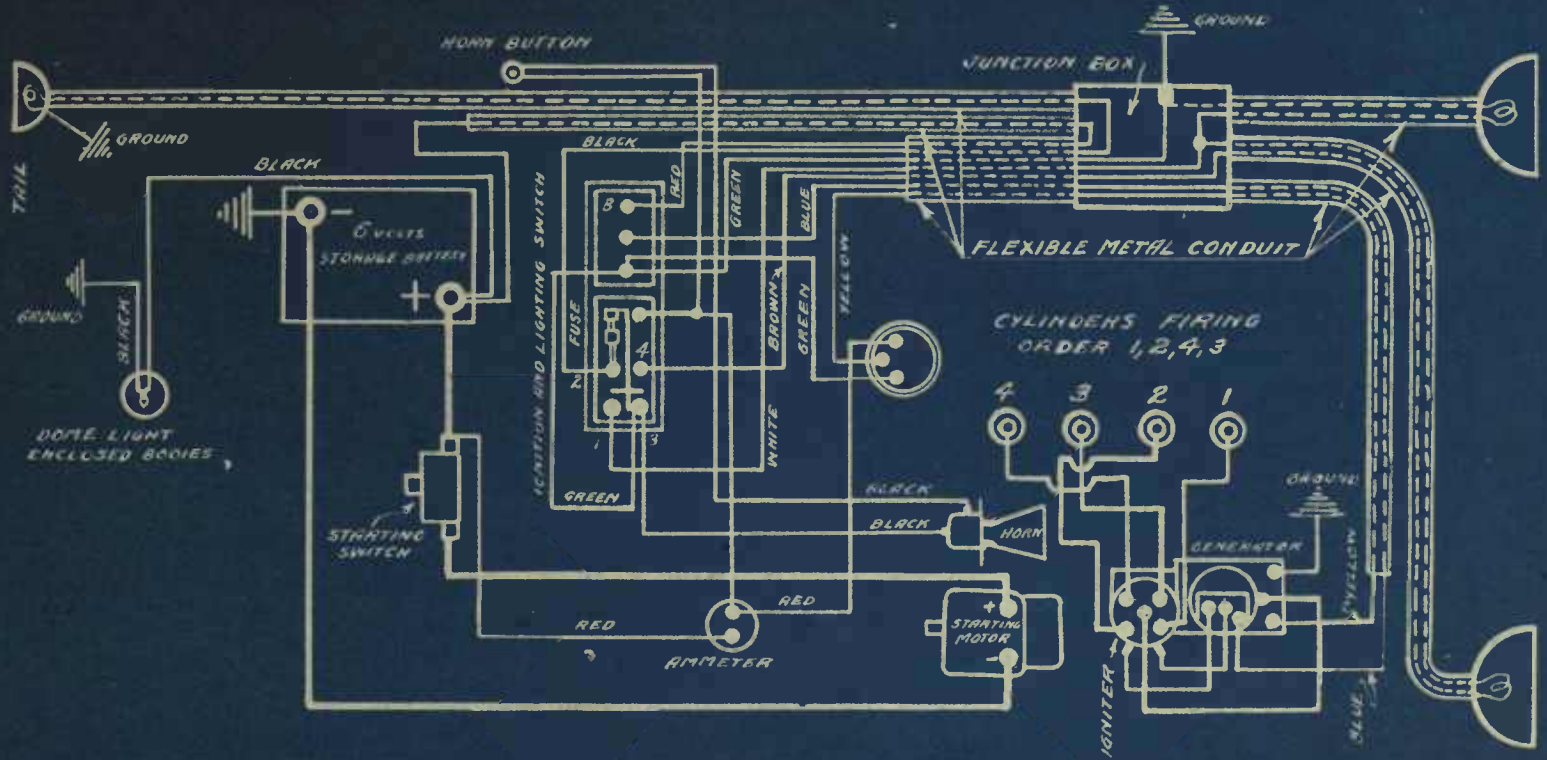 HORN BUTTON
GROUND
JUNCTION BOX
6
GROUND
TAIL
BLACK
BLACK
RED
GREEN
BLUE
IGNITION AND LIGHTING SWITCH
B
6 VOLTS
STORAGE BATTERY
-
+
FLEXIBLE METAL CONDUIT
YELLOW
GROUND
BLACK
FUSE
BROWN
GREEN
4
2
1
3
WHITE
CYLINDERS FIRING
ORDER 1,2,4,3
4 3 2 1
DOME LIGHT
ENCLOSED BODIES
STARTING
SWITCH
GREEN
BLACK
BLACK
HORN
GROUND
GENERATOR
YELLOW
RED
RED
AMMETER
+
STARTING
MOTOR
-
IGNITER
BLUE